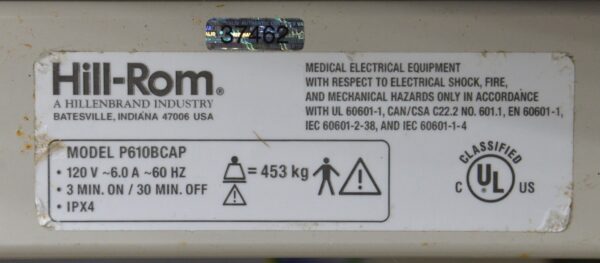 37462
Hill-Rom®
A HILLENBRAND INDUSTRY
BATESVILLE, INDIANA 47006 USA
MEDICAL ELECTRICAL EQUIPMENT
WITH RESPECT TO ELECTRICAL SHOCK, FIRE,
AND MECHANICAL HAZARDS ONLY IN ACCORDANCE
WITH UL 60601-1, CAN/CSA C22.2 NO. 601.1, EN 60601-1,
IEC 60601-2-38, AND IEC 60601-1-4
MODEL P610BCAP
• 120 V ~6.0 A ~60 HZ
• 3 MIN. ON / 30 MIN. OFF
• IPX4
= 453 kg
CLASSIFIED
C UL US
®